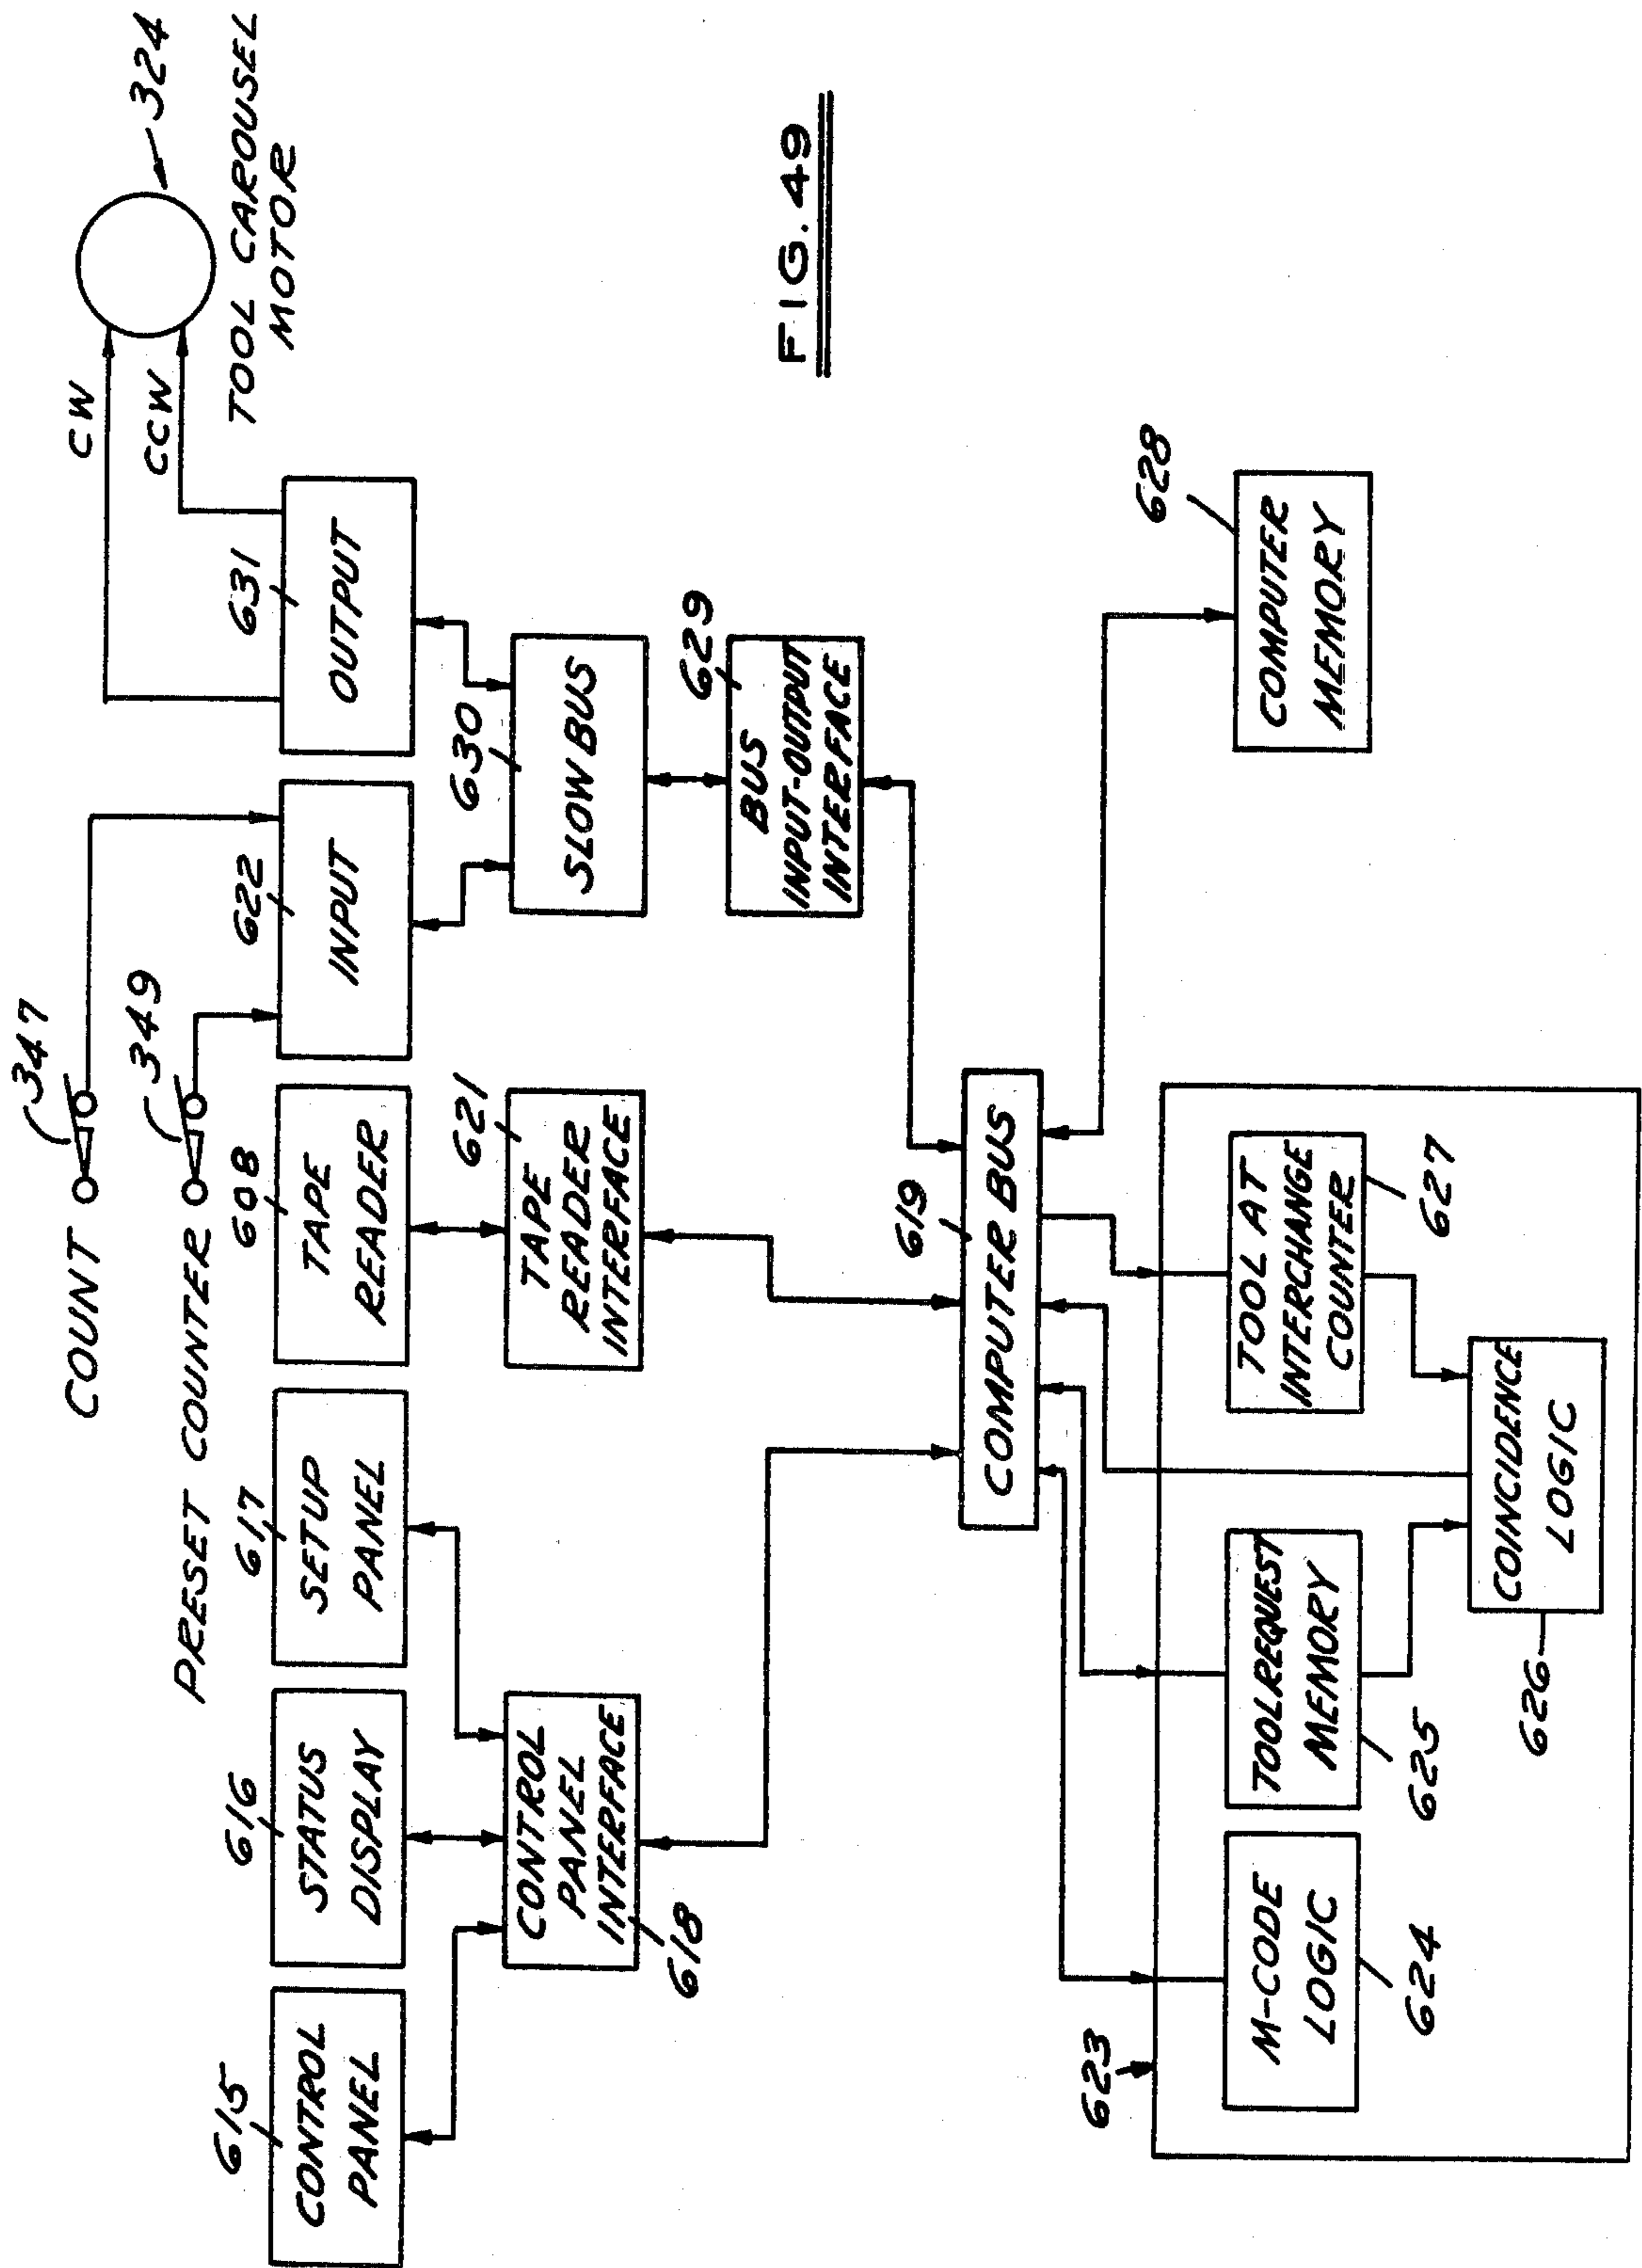 347
COUNT
349
PRESET COUNTER
CW
CCW
324
TOOL CAROUSEL
MOTOR
615
CONTROL
PANEL
616
STATUS
DISPLAY
617
SETUP
PANEL
608
TAPE
READER
622
INPUT
631
OUTPUT
CONTROL
PANEL
INTERFACE
618
621
TAPE
READER
INTERFACE
630
SLOW BUS
629
BUS
INPUT-OUTPUT
INTERFACE
FIG. 49
619
COMPUTER BUS
628
COMPUTER
MEMORY
623
M-CODE
LOGIC
624
TOOL REQUEST
MEMORY
625
TOOL AT
INTERCHANGE
COUNTER
627
COINCIDENCE
LOGIC
626